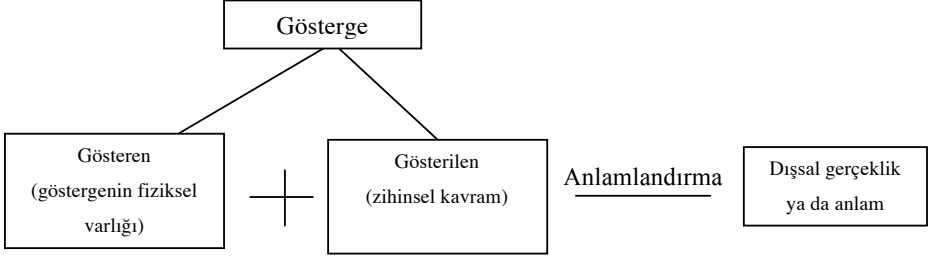 Gösterge
Gösteren
(göstergenin fiziksel
varlığı)
Gösterilen
(zihinsel kavram)
Anlamlandırma
Dışsal gerçeklik
ya da anlam